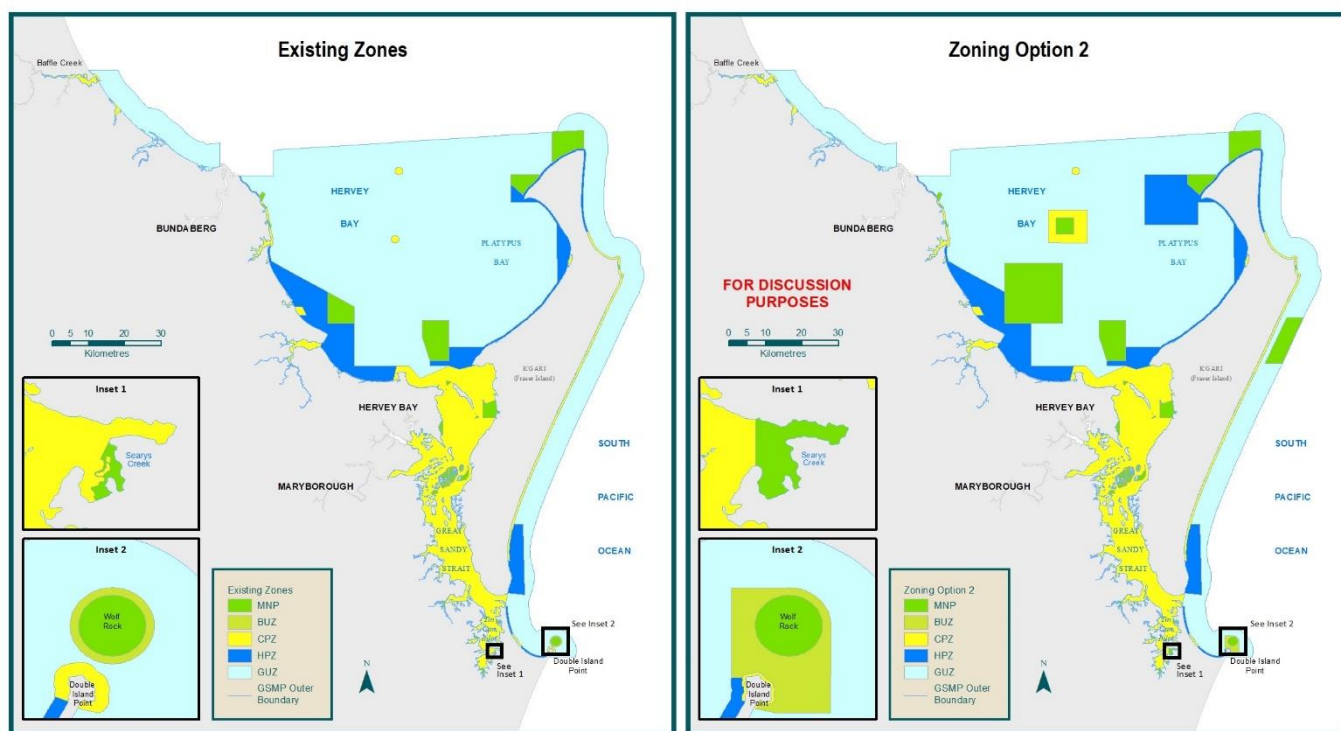 Existing Zones
Baffle Creek
HERVEY
BAY
BUNDABERG
PLATYPUS
BAY
0 5 10 20 30
Kilometres
K'GARI
(Fraser Island)
Inset 1
Searys
Creek
HERVEY BAY
MARYBOROUGH
SOUTH
PACIFIC
OCEAN
GREAT
SANDY
STRAIT
Inset 2
Wolf
Rock
Double
Island
Point
Existing Zones
MNP
BUZ
CPZ
HPZ
GUZ
GSMP Outer
Boundary
N
See Inset 2
Double Island
Point
See
Inset 1
Zoning Option 2
Baffle Creek
HERVEY
BAY
BUNDABERG
PLATYPUS
BAY
FOR DISCUSSION
PURPOSES
0 5 10 20 30
Kilometres
K'GARI
(Fraser Island)
Inset 1
Searys
Creek
HERVEY BAY
MARYBOROUGH
SOUTH
PACIFIC
OCEAN
GREAT
SANDY
STRAIT
Inset 2
Wolf
Rock
Double
Island
Point
Zoning Option 2
MNP
BUZ
CPZ
HPZ
GUZ
GSMP Outer
Boundary
N
See Inset 2
Double Island
Point
See
Inset 1